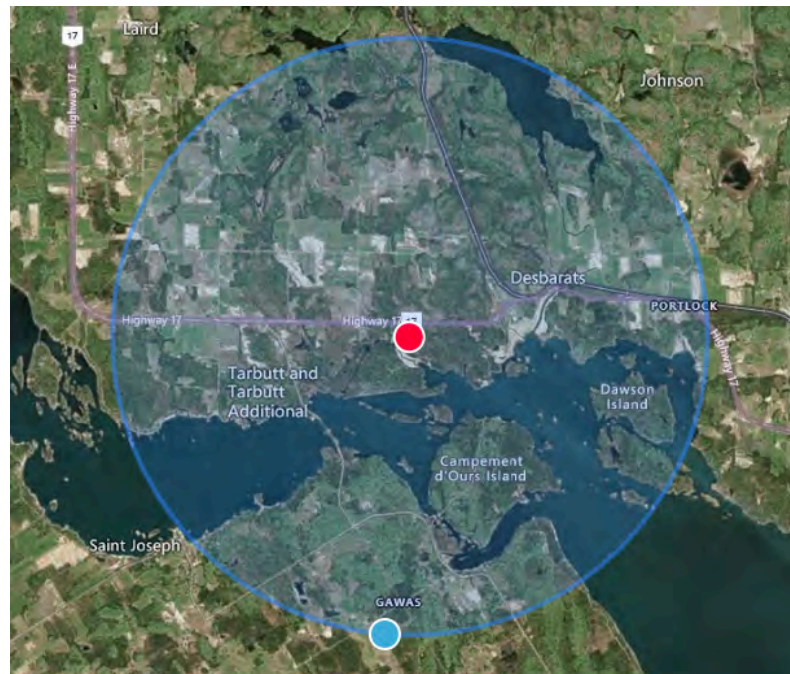 17
Laird
Highway 17 E
Johnson
Desbarats
PORTLOCK
Highway 17
Highway 17
17
Highway 17
Tarbutt and
Tarbutt
Additional
Dawson
Island
Campement
d'Ours Island
Saint Joseph
GAWAS